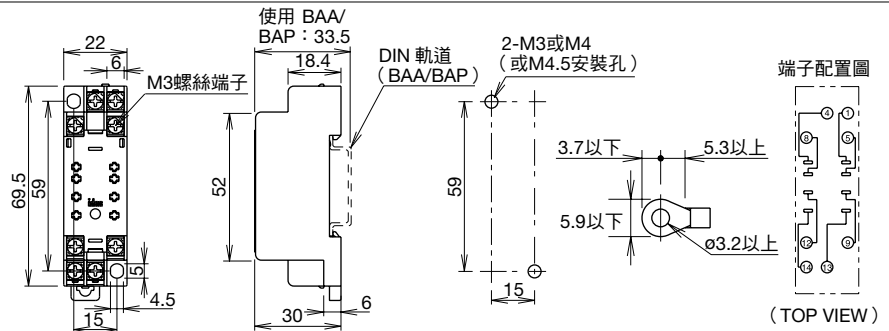 22
6
M3螺絲端子
69.5
59
5
4.5
15
使用 BAA/
BAP：33.5
18.4
DIN 軌道
（BAA/BAP）
52
6
30
2-M3或M4
（或M4.5安裝孔）
59
15
3.7以下
5.3以上
5.9以下
ø3.2以上
端子配置圖
4
1
8
5
12
9
14
13
（TOP VIEW）